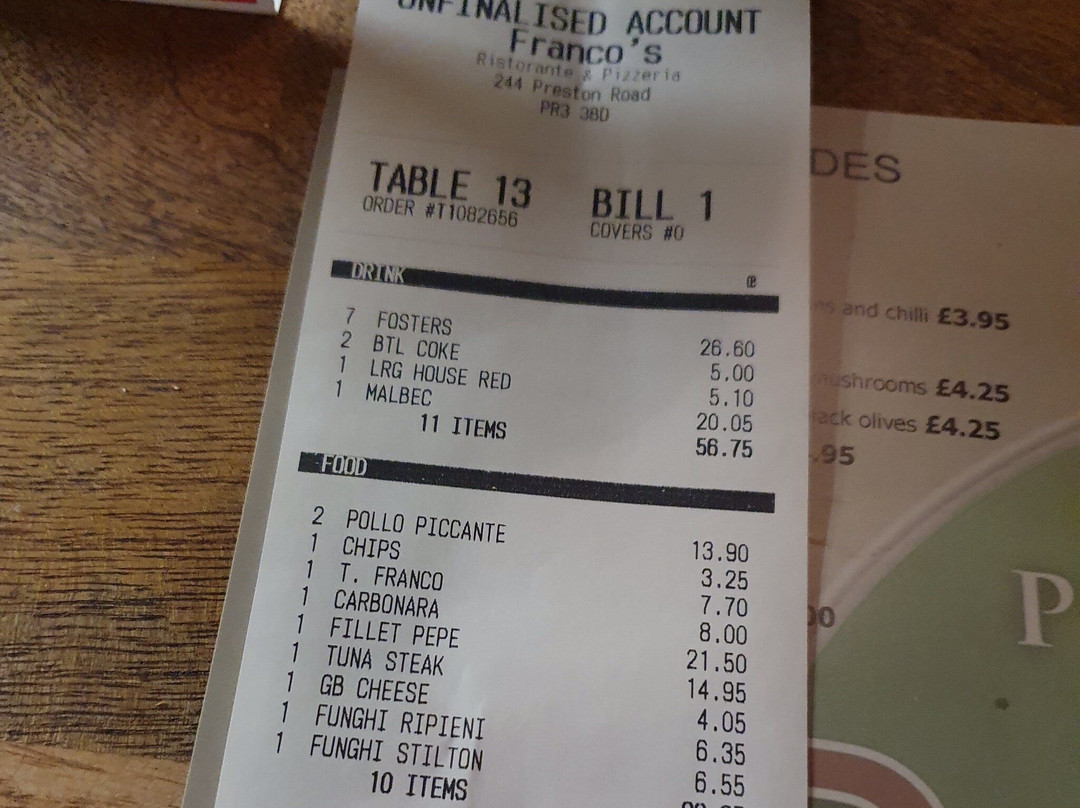 UNFINALISED ACCOUNT
Franco's
Ristorante & Pizzeria
244 Preston Road
PR3 3BD
TABLE 13 BILL 1
ORDER #T1082656 COVERS #0
DRINK
7 FOSTERS 26.60
2 BTL COKE 5.00
1 LRG HOUSE RED 5.10
1 MALBEC 20.05
11 ITEMS 56.75
FOOD
2 POLLO PICCANTE 13.90
1 CHIPS 3.25
1 T. FRANCO 7.70
1 CARBONARA 8.00
1 FILLET PEPE 21.50
1 TUNA STEAK 14.95
1 GB CHEESE 4.05
1 FUNGHI RIPIENI 6.35
1 FUNGHI STILTON 6.55
10 ITEMS
DES
and chilli £3.95
mushrooms £4.25
olives £4.25
.95
00
P